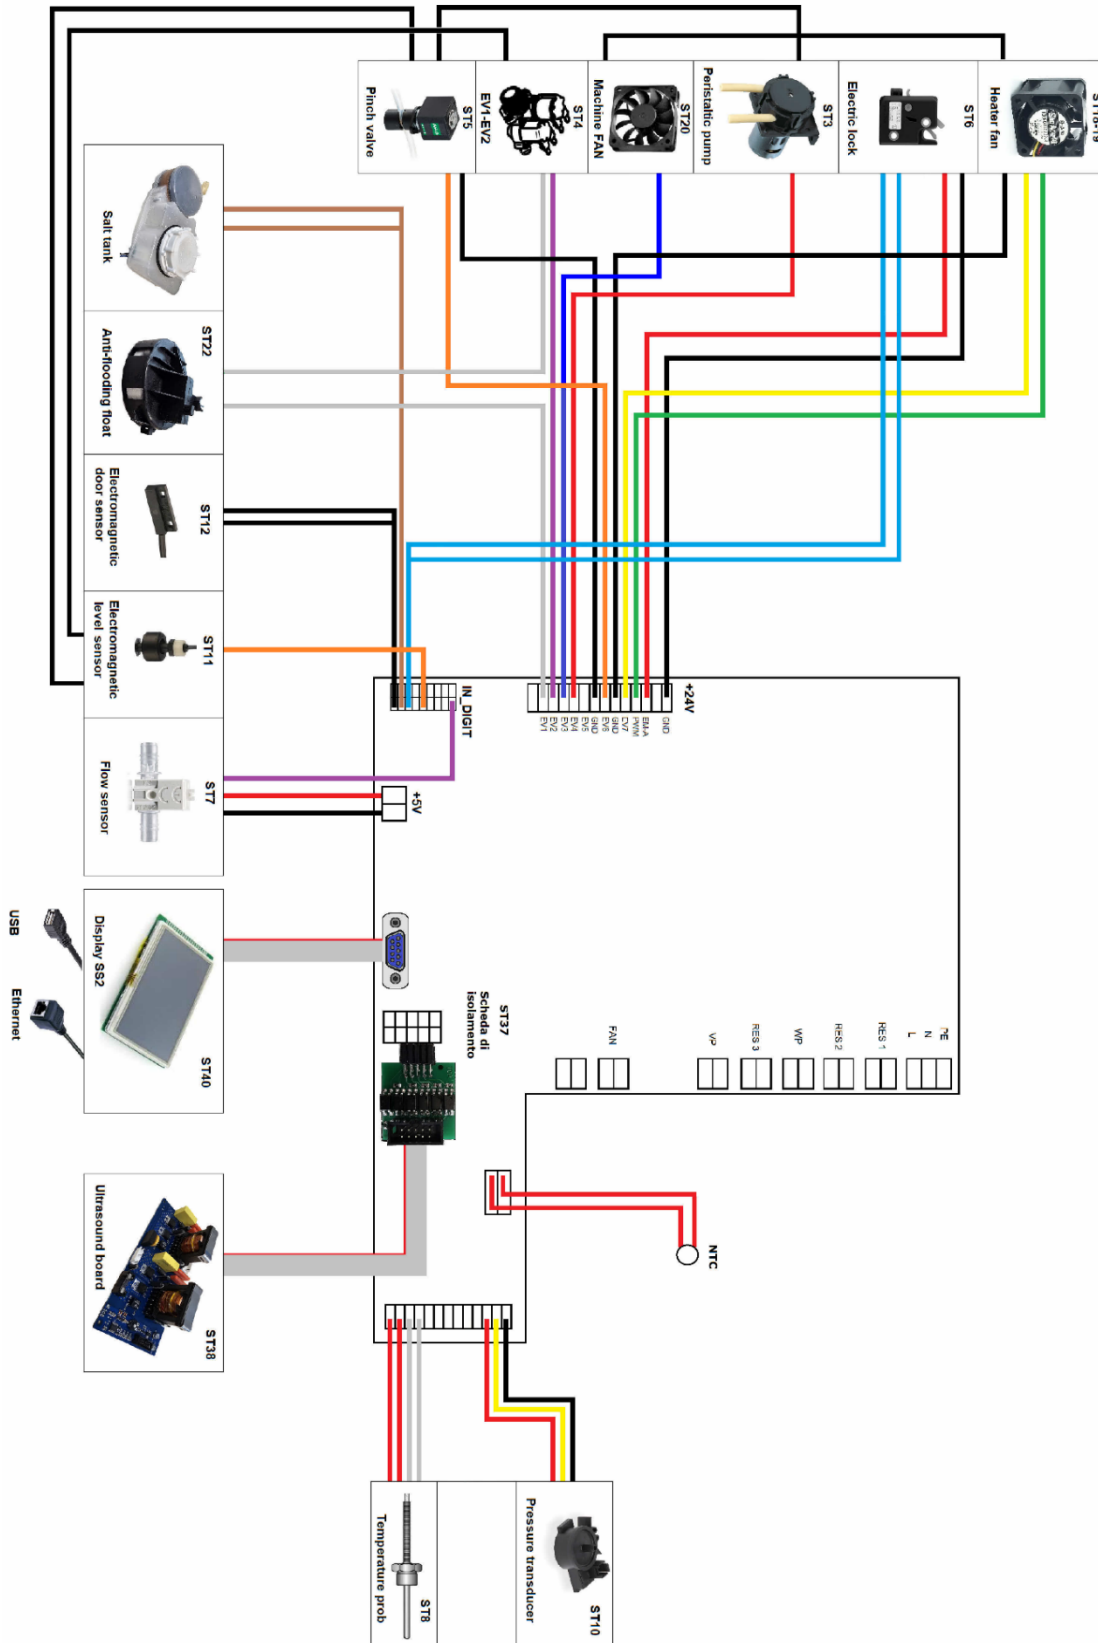 ST5
Pinch valve
ST4
EV1-EV2
ST20
Machine FAN
ST3
Peristaltic pump
ST6
Electric lock
ST18-19
Heater fan
Salt tank
ST22
Anti-flooding float
ST12
Electromagnetic
door sensor
ST11
Electromagnetic
level sensor
ST7
Flow sensor
IN_DIGIT
+5V
+24V
EV1
EV2
EV3
EV4
EV5
GND
EV6
GND
EV7
PWM
EM-A
GND
Display SS2
ST40
USB
Ethernet
ST37
Scheda di
isolamento
FAN
VP
RES 3
WP
RES 2
RES 1
L
N
PE
NTC
Ultrasound board
ST38
ST8
Temperature prob
ST10
Pressure transducer